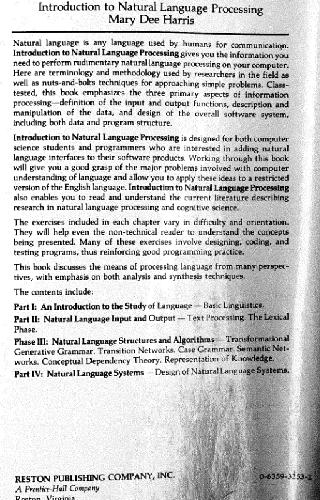 Introduction to Natural Language Processing
Mary Dee Harris
Natural language is any language used by humans for communication.
Introduction to Natural Language Processing gives you the information you
need to perform rudimentary natural language processing on your computer.
Here are terminology and methodology used by researchers in the field as
well as nuts-and-bolts techniques for approaching simple problems. Class-
tested, this book emphasizes the three primary aspects of information
processing—definition of the input and output functions, description and
manipulation of the data, and design of the overall software system,
including both data and program structure.
Introduction to Natural Language Processing is designed for both computer
science students and programmers who are interested in adding natural
language interfaces to their software products. Working through this book
will give you a good grasp of the major problems involved with computer
understanding of language and allow you to apply these ideas to a restricted
version of the English language. Introduction to Natural Language Processing
also enables you to read and understand the current literature describing
research in natural language processing and cognitive science.
The exercises included in each chapter vary in difficulty and orientation.
They will help even the non-technical reader to understand the concepts
being presented. Many of these exercises involve designing, coding, and
testing programs, thus reinforcing good programming practice.
This book discusses the means of processing language from many perspec-
tives, with emphasis on both analysis and synthesis techniques.
The contents include:
Part I: An Introduction to the Study of Language — Basic Linguistics.
Part II: Natural Language Input and Output — Text Processing. The Lexical
Phase.
Phase III: Natural Language Structures and Algorithms— Transformational
Generative Grammar. Transition Networks. Case Grammar. Semantic Net-
works. Conceptual Dependency Theory. Representation of Knowledge.
Part IV: Natural Language Systems — Design of Natural Language Systems.
RESTON PUBLISHING COMPANY, INC.
A Prentice-Hall Company
Reston, Virginia